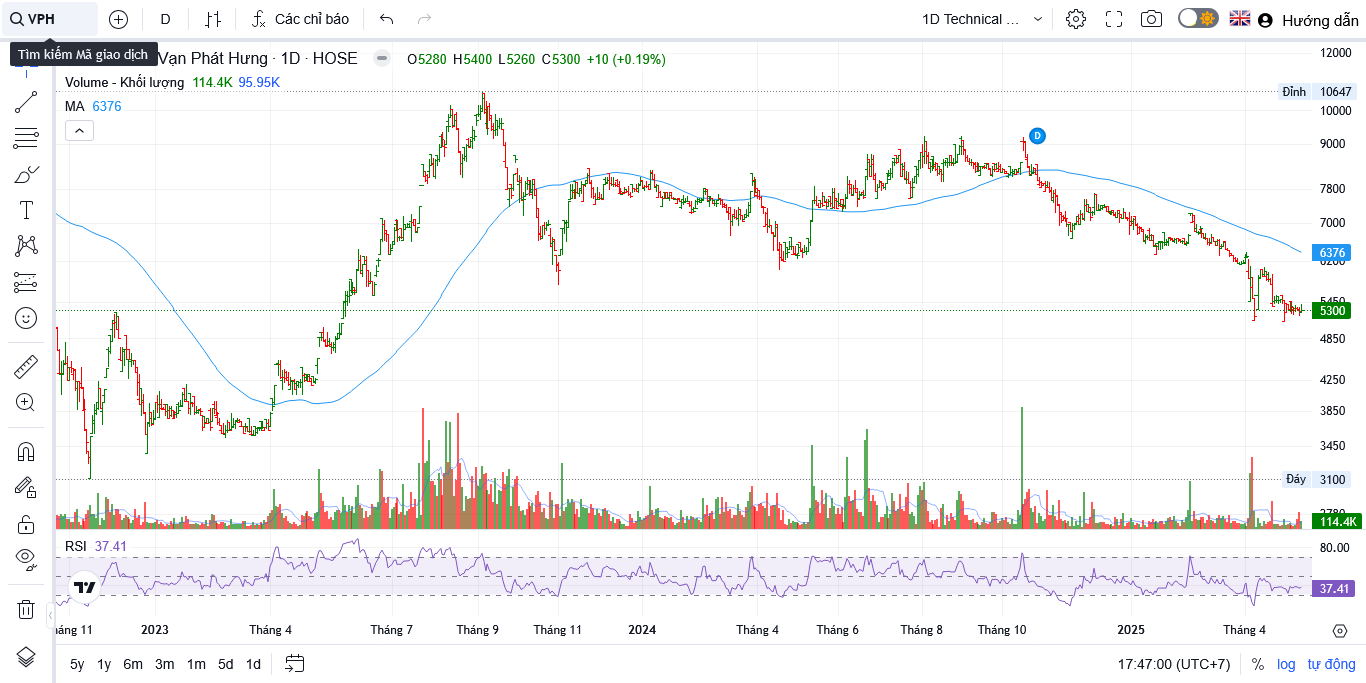 VPH D Các chỉ báo 1D Technical ... Hướng dẫn
Tìm kiếm Mã giao dịch
Vạn Phát Hưng · 1D · HOSE O5280 H5400 L5260 C5300 +10 (+0.19%)
Volume - Khối lượng 114.4K 95.95K
MA 6376
D
12000
Đỉnh 10647
10000
9000
7800
7000
6376
6200
5450
5300
4850
4250
3850
3450
Đáy 3100
2780
114.4K
RSI 37.41
80.00
37.41
háng 11 2023 Tháng 4 Tháng 7 Tháng 9 Tháng 11 2024 Tháng 4 Tháng 6 Tháng 8 Tháng 10 2025 Tháng 4
5y 1y 6m 3m 1m 5d 1d 17:47:00 (UTC+7) % log tự động